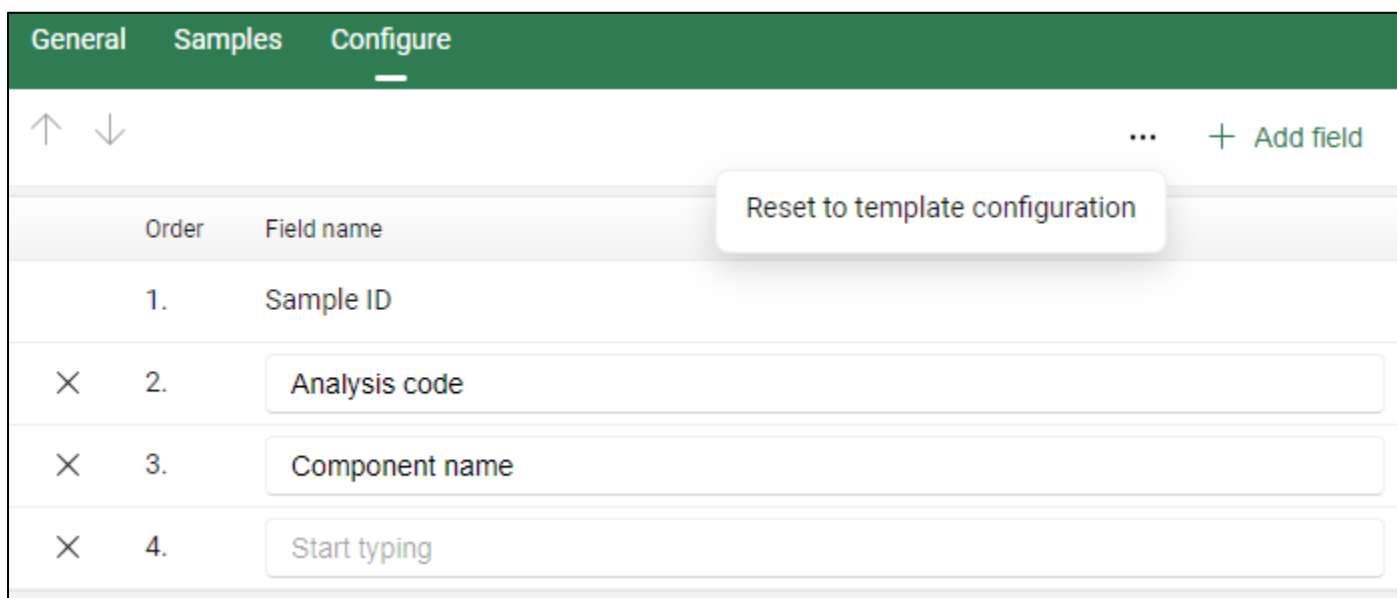 General Samples Configure
... + Add field
Reset to template configuration
Order Field name
1. Sample ID
2. Analysis code
3. Component name
4. Start typing